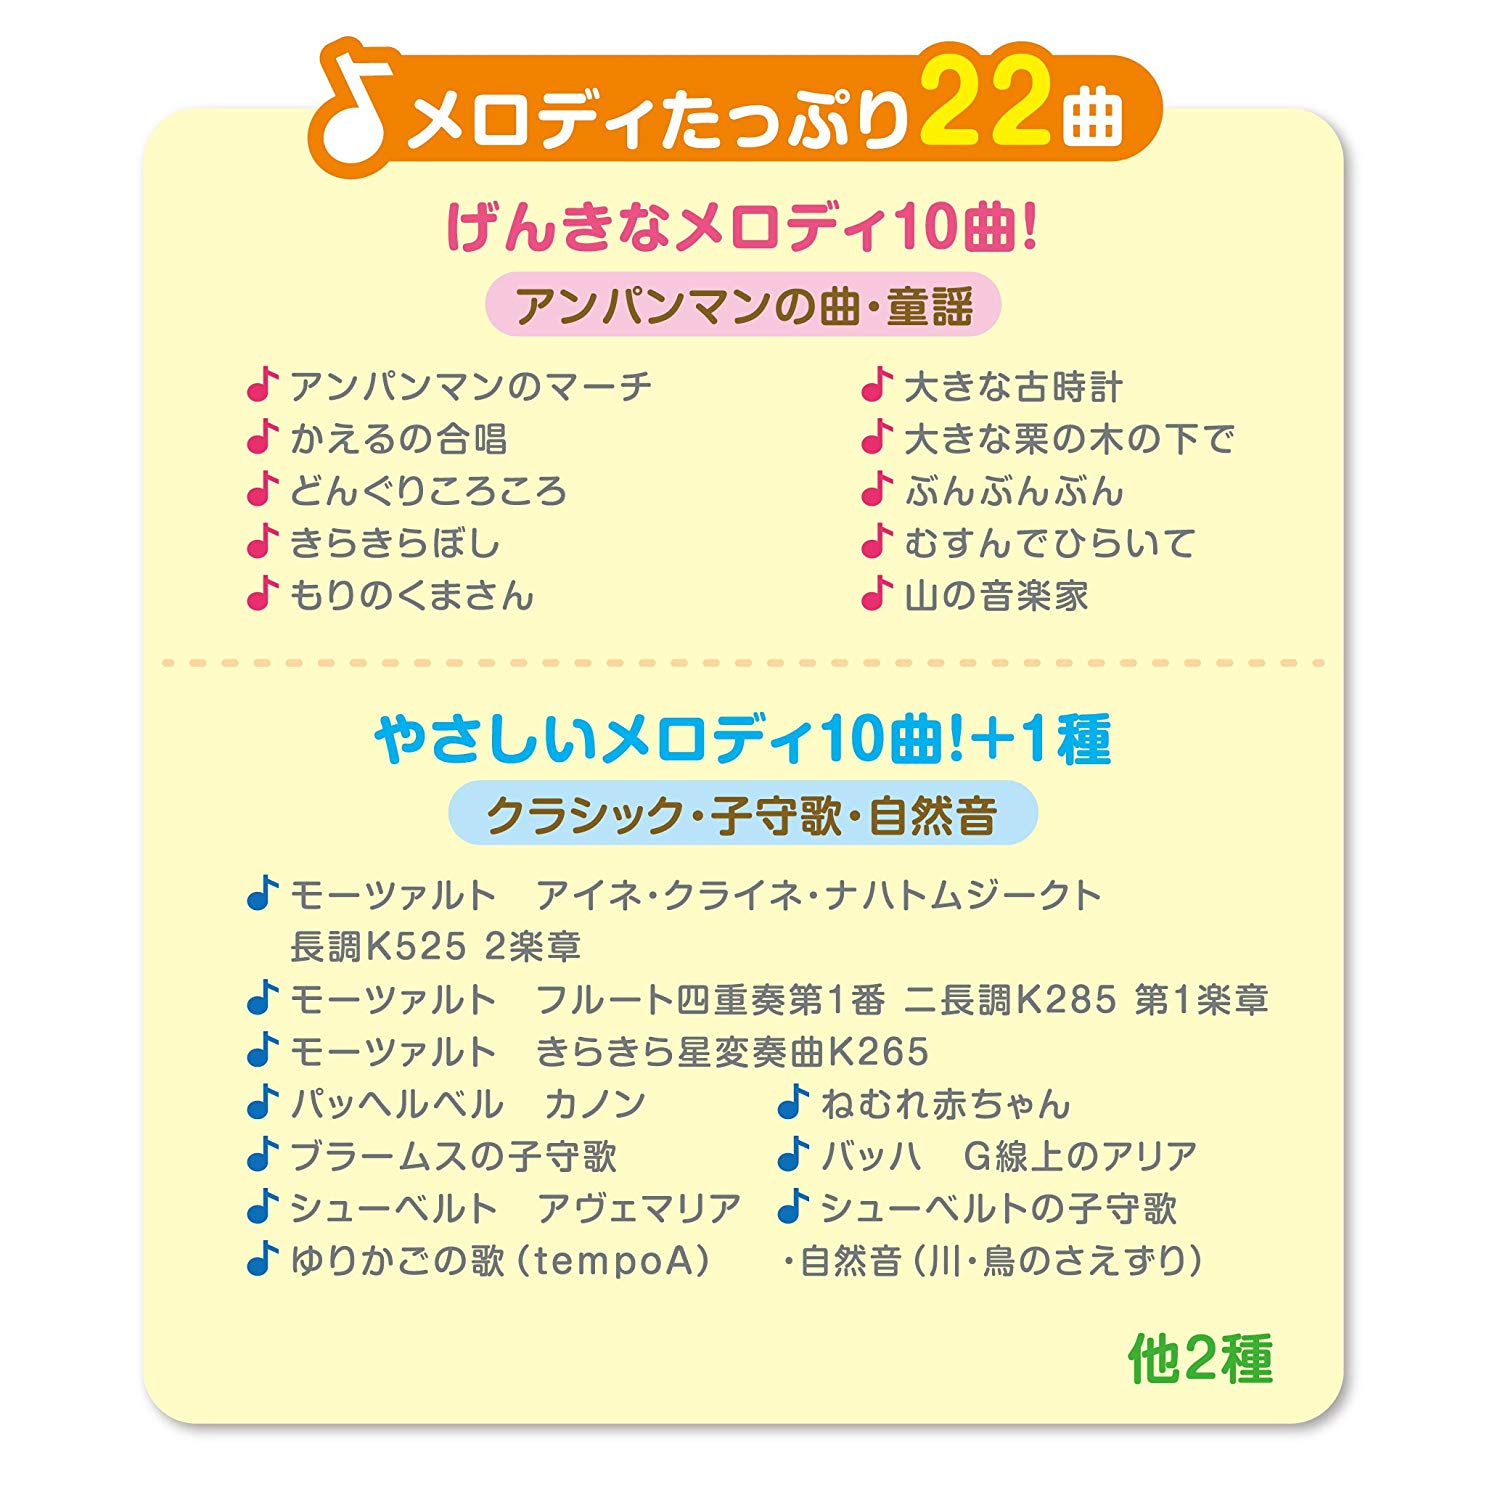 メロディたっぷり22曲
げんきなメロディ10曲!
アンパンマンの曲・童謡
アンパンマンのマーチ
かえるの合唱
どんぐりころころ
きらきらぼし
もりのくまさん
大きな古時計
大きな栗の木の下で
ぶんぶんぶん
むすんでひらいて
山の音楽家
やさしいメロディ10曲!+1種
クラシック・子守歌・自然音
モーツァルト　アイネ・クライネ・ナハトムジークト
長調K525 2楽章
モーツァルト　フルート四重奏第1番 ニ長調K285 第1楽章
モーツァルト　きらきら星変奏曲K265
パッヘルベル　カノン
ねむれ赤ちゃん
ブラームスの子守歌
バッハ　G線上のアリア
シューベルト　アヴェマリア
シューベルトの子守歌
ゆりかごの歌（tempoA）
・自然音（川・鳥のさえずり）
他2種